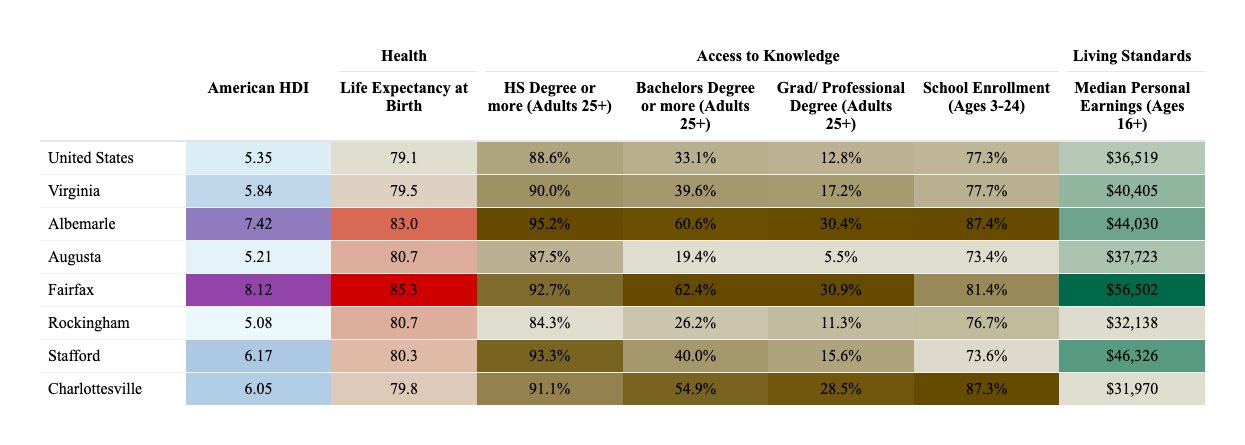 Health Access to Knowledge Living Standards
American HDI Life Expectancy at Birth HS Degree or more (Adults 25+) Bachelors Degree or more (Adults 25+) Grad/ Professional Degree (Adults 25+) School Enrollment (Ages 3-24) Median Personal Earnings (Ages 16+)
United States 5.35 79.1 88.6% 33.1% 12.8% 77.3% $36,519
Virginia 5.84 79.5 90.0% 39.6% 17.2% 77.7% $40,405
Albemarle 7.42 83.0 95.2% 60.6% 30.4% 87.4% $44,030
Augusta 5.21 80.7 87.5% 19.4% 5.5% 73.4% $37,723
Fairfax 8.12 85.3 92.7% 62.4% 30.9% 81.4% $56,502
Rockingham 5.08 80.7 84.3% 26.2% 11.3% 76.7% $32,138
Stafford 6.17 80.3 93.3% 40.0% 15.6% 73.6% $46,326
Charlottesville 6.05 79.8 91.1% 54.9% 28.5% 87.3% $31,970